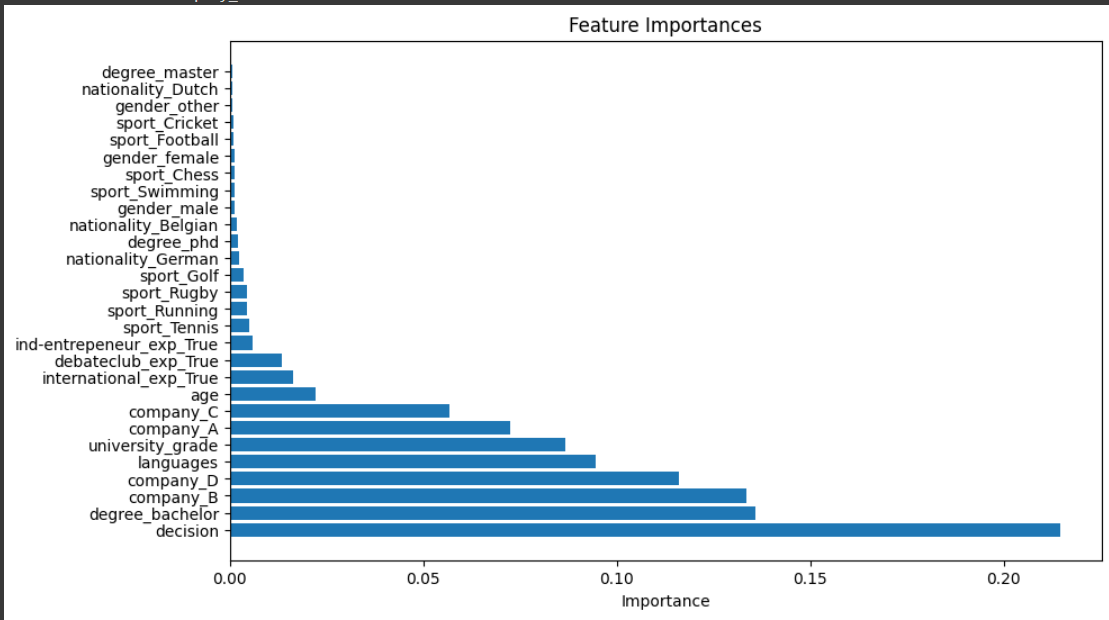 Feature Importances
degree_master
nationality_Dutch
gender_other
sport_Cricket
sport_Football
gender_female
sport_Chess
sport_Swimming
gender_male
nationality_Belgian
degree_phd
nationality_German
sport_Golf
sport_Rugby
sport_Running
sport_Tennis
ind-entrepeneur_exp_True
debateclub_exp_True
international_exp_True
age
company_C
company_A
university_grade
languages
company_D
company_B
degree_bachelor
decision
0.00 0.05 0.10 0.15 0.20
Importance